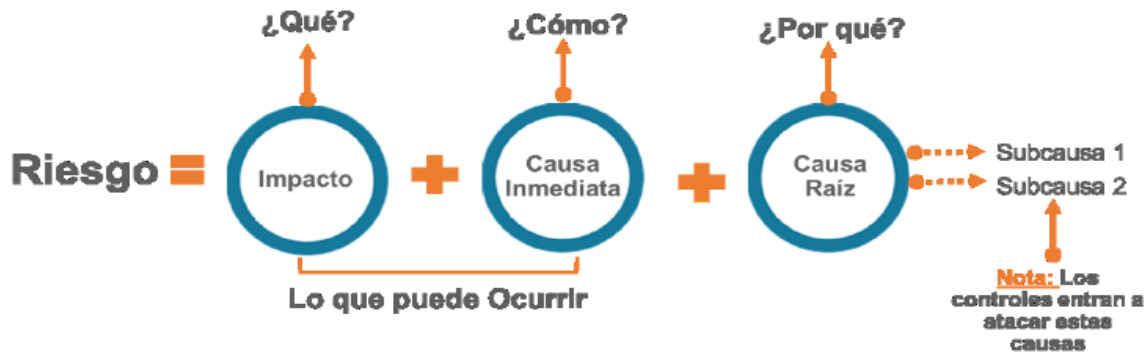 ¿Qué?
¿Cómo?
¿Por qué?
Riesgo =
Impacto
+
Causa
Inmediata
+
Causa
Raíz
Subcausa 1
Subcausa 2
Lo que puede Ocurrir
Nota: Los
controles entran a
atacar estas
causas